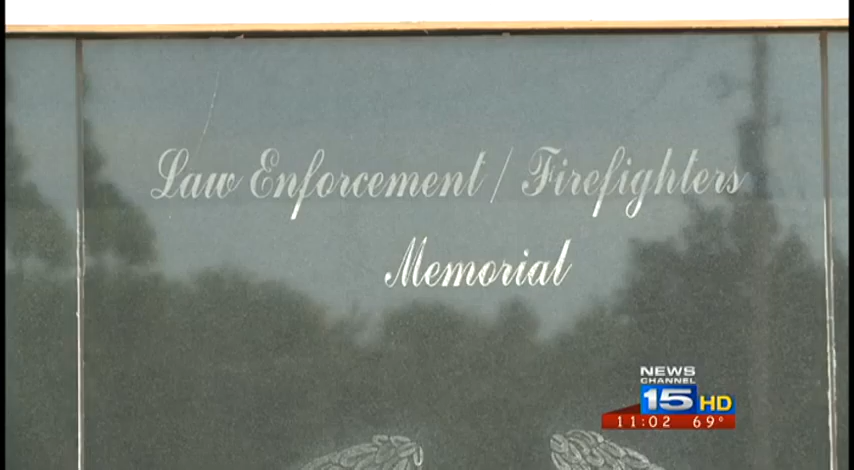 Law Enforcement / Firefighters
Memorial
NEWS
CHANNEL
15 HD
11:02 69°